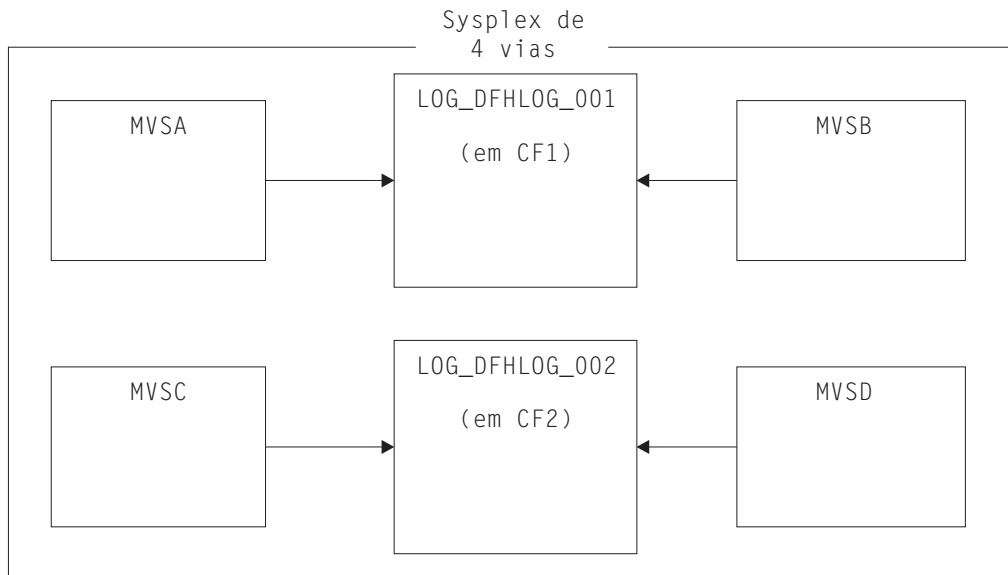 Sysplex de
4 vias
MVSA
LOG_DFHLOG_001
(em CF1)
MVSB
MVSC
LOG_DFHLOG_002
(em CF2)
MVSD